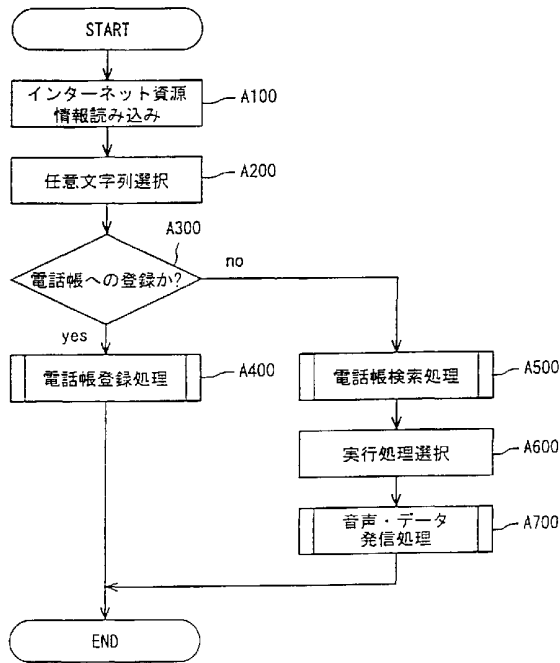 START
インターネット資源
情報読み込み
A100
任意文字列選択
A200
A300
電話帳への登録か?
no
yes
電話帳登録処理
A400
電話帳検索処理
A500
実行処理選択
A600
音声・データ
発信処理
A700
END